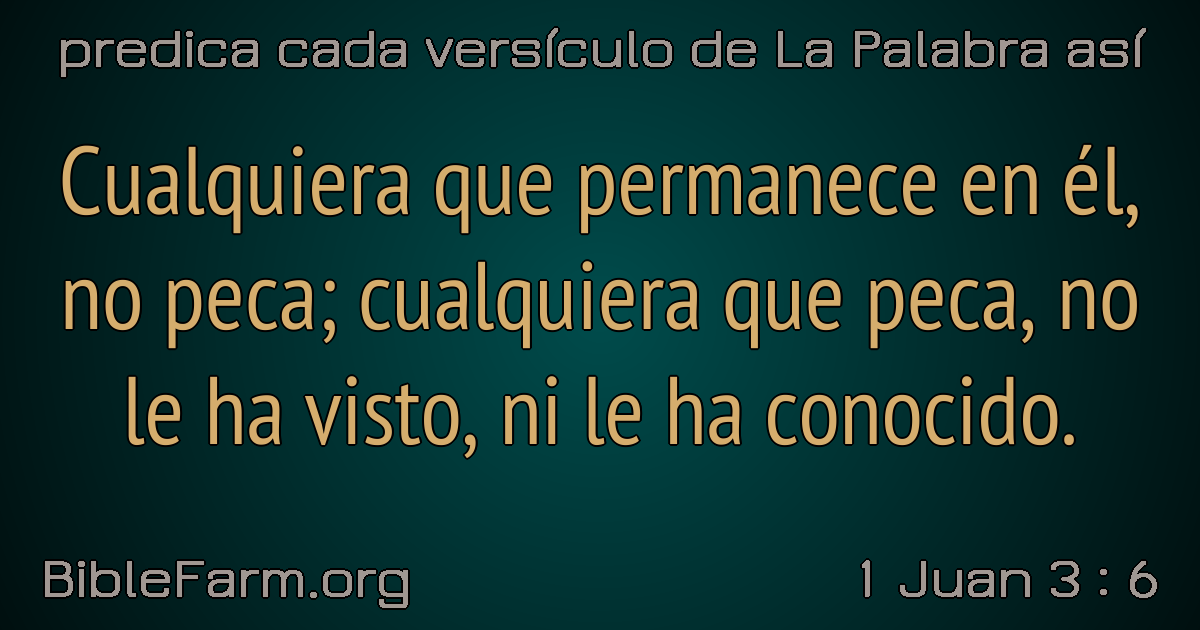 predica cada versículo de La Palabra así
Cualquiera que permanece en él,
no peca; cualquiera que peca, no
le ha visto, ni le ha conocido.
BibleFarm.org
1 Juan 3 : 6